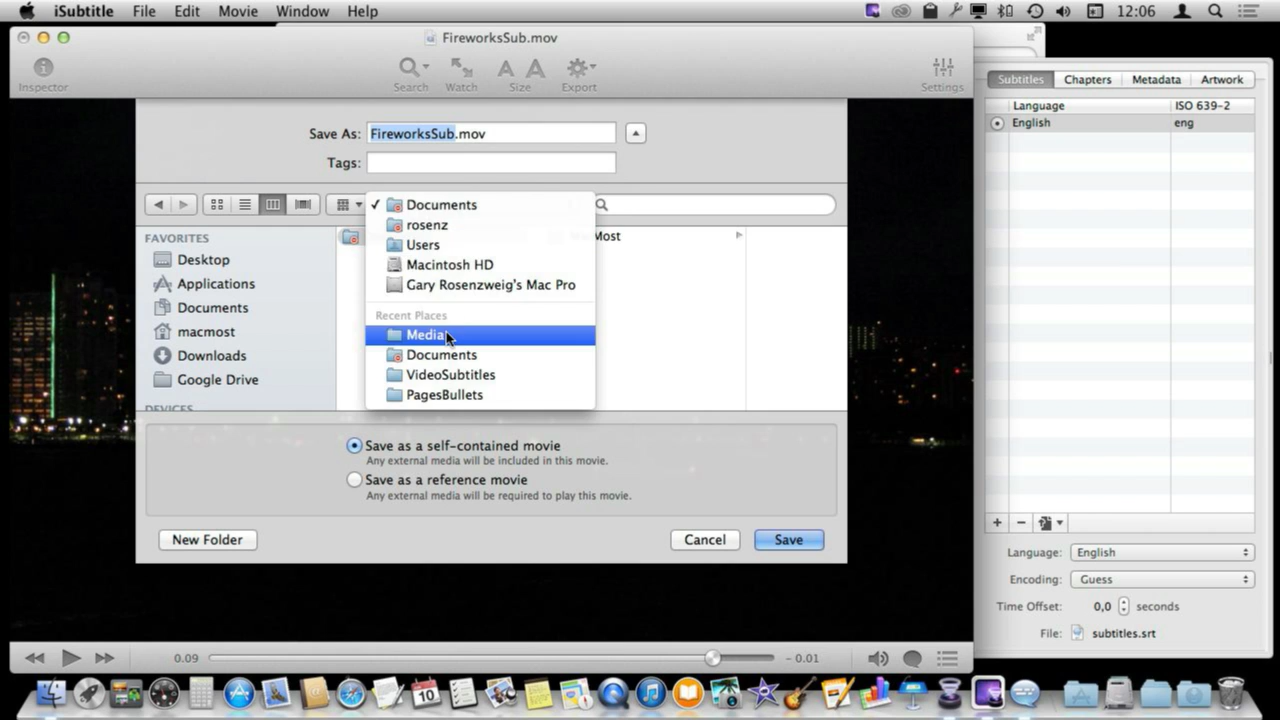 iSubtitle File Edit Movie Window Help 12:06
FireworksSub.mov
Inspector Search Watch Size Export Settings
Save As: FireworksSub.mov
Tags:
Documents
rosenz
Users
Macintosh HD
Gary Rosenzweig's Mac Pro
Recent Places
Media
Documents
VideoSubtitles
PagesBullets
Most
FAVORITES
Desktop
Applications
Documents
macmost
Downloads
Google Drive
DEVICES
Save as a self-contained movie
Any external media will be included in this movie.
Save as a reference movie
Any external media will be required to play this movie.
New Folder Cancel Save
0.09 - 0.01
Subtitles Chapters Metadata Artwork
Language ISO 639-2
English eng
Language: English
Encoding: Guess
Time Offset: 0,0 seconds
File: subtitles.srt
10